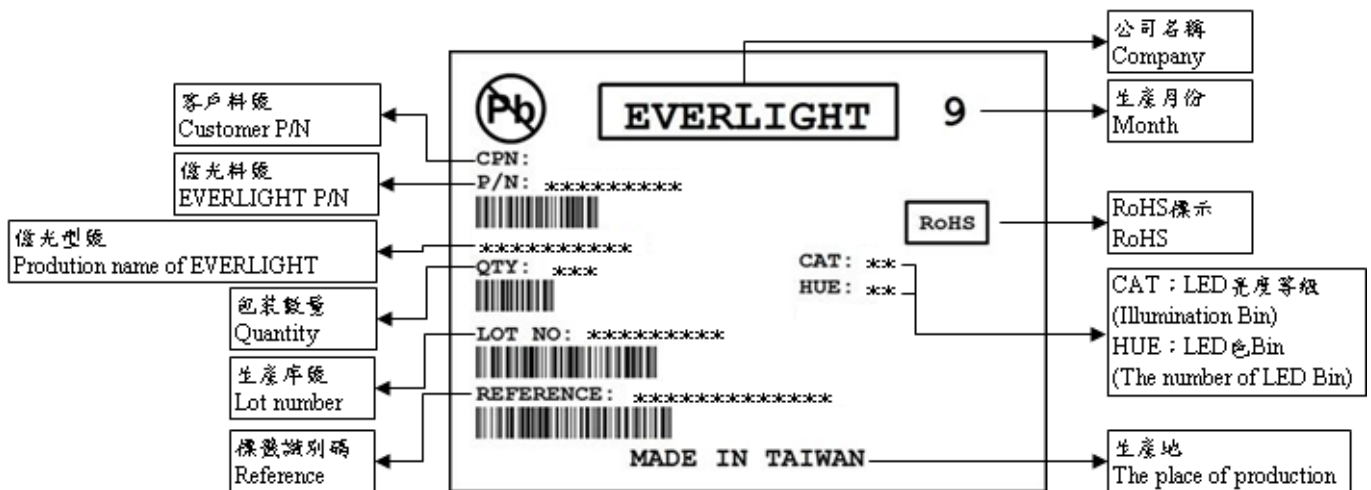 公司名稱
Company
生產月份
Month
RoHS標示
RoHS
CAT：LED亮度等級
(Illumination Bin)
HUE：LED色Bin
(The number of LED Bin)
生產地
The place of production
客戶料號
Customer P/N
億光料號
EVERLIGHT P/N
億光型號
Prodution name of EVERLIGHT
包裝數量
Quantity
生產序號
Lot number
標籤識別碼
Reference
Pb
EVERLIGHT 9
CPN:
P/N: *********
RoHS
**********
QTY: ***
CAT: **
HUE: **
LOT NO: *********
REFERENCE: *************
MADE IN TAIWAN